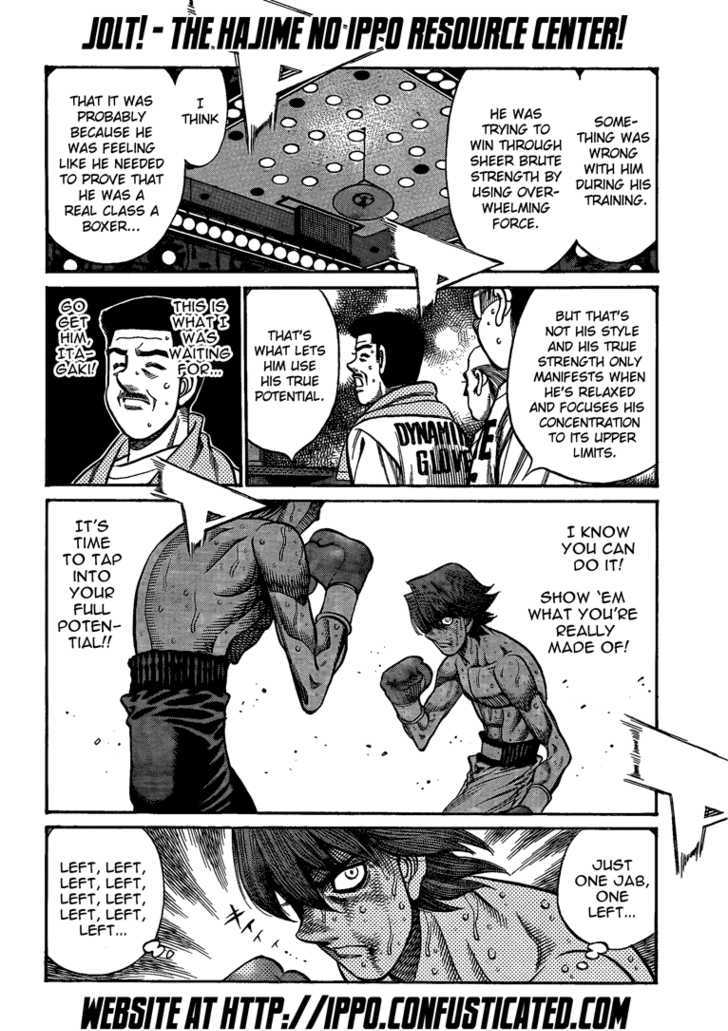 JOLT! - THE HAJIME NO IPPO RESOURCE CENTER!
SOME-
THING WAS
WRONG
WITH HIM
DURING HIS
TRAINING.
HE WAS
TRYING TO
WIN THROUGH
SHEER BRUTE
STRENGTH BY
USING OVER-
WHELMING
FORCE.
I
THINK
THAT IT WAS
PROBABLY
BECAUSE HE
WAS FEELING
LIKE HE NEEDED
TO PROVE THAT
HE WAS A
REAL CLASS A
BOXER...
BUT THAT'S
NOT HIS STYLE
AND HIS TRUE
STRENGTH ONLY
MANIFESTS WHEN
HE'S RELAXED
AND FOCUSES HIS
CONCENTRATION
TO ITS UPPER
LIMITS.
THAT'S
WHAT LETS
HIM USE
HIS TRUE
POTENTIAL.
DYNAMI
GLOVE
E
THIS IS
WHAT I
WAS
WAITING
FOR...
GO
GET
HIM,
ITA-
GAKI!
I KNOW
YOU CAN
DO IT!
SHOW 'EM
WHAT YOU'RE
REALLY
MADE OF!
IT'S
TIME
TO TAP
INTO
YOUR
FULL
POTEN-
TIAL!!
JUST
ONE JAB,
ONE
LEFT...
LEFT, LEFT,
LEFT, LEFT,
LEFT, LEFT,
LEFT, LEFT,
LEFT...
WEBSITE AT HTTP://IPPO.CONFUSTICATED.COM